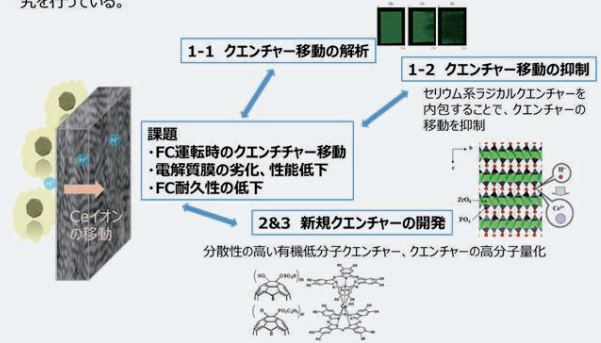 究を行っている。
1-1 クエンチャー移動の解析
1-2 クエンチャー移動の抑制
セリウム系ラジカルクエンチャーを
内包することで、クエンチャーの
移動を抑制
課題
・FC運転時のクエンチチャー移動
・電解質膜の劣化、性能低下
・FC耐久性の低下
H⁺
H⁺
H⁺
Ceイオン
の移動
b
c
H⁺
ZrO₆
PO₄
Ce³⁺
2&3 新規クエンチャーの開発
分散性の高い有機低分子クエンチャー、クエンチャーの高分子量化